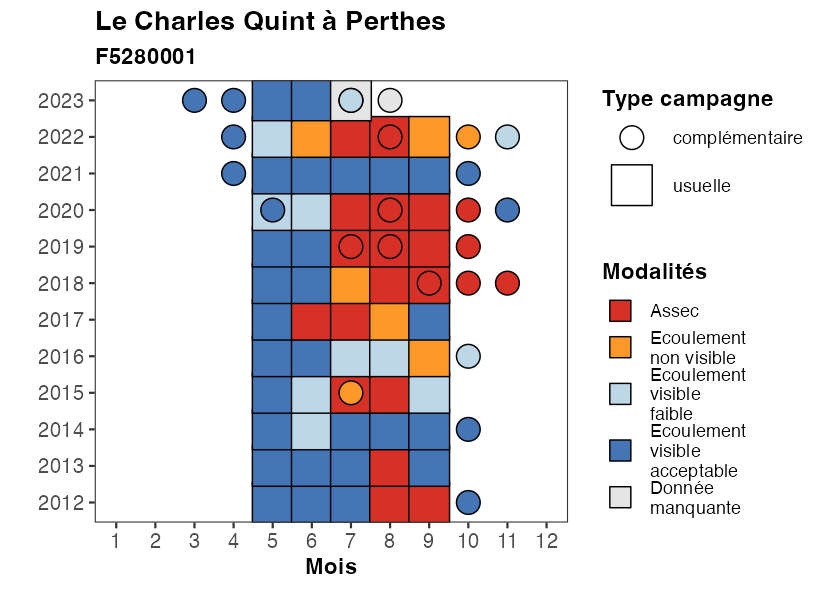 Le Charles Quint à Perthes
F5280001
2023
2022
2021
2020
2019
2018
2017
2016
2015
2014
2013
2012
1 2 3 4 5 6 7 8 9 10 11 12
Mois
Type campagne
complémentaire
usuelle
Modalités
Assec
Ecoulement
non visible
Ecoulement
visible
faible
Ecoulement
visible
acceptable
Donnée
manquante